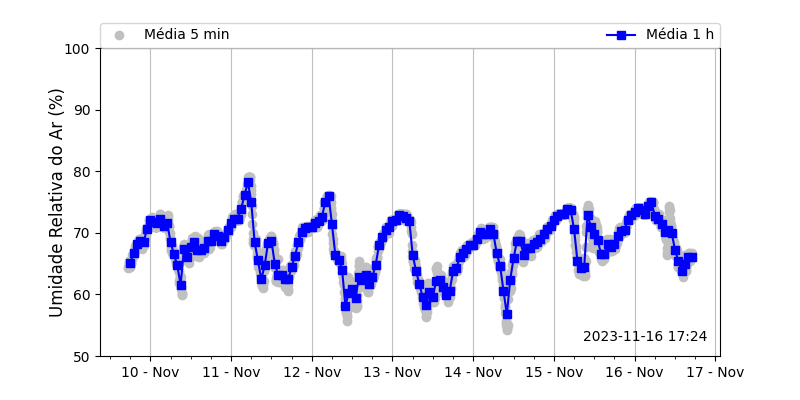 Média 5 min Média 1 h
100
90
80
70
60
50
Umidade Relativa do Ar (%)
2023-11-16 17:24
10 - Nov 11 - Nov 12 - Nov 13 - Nov 14 - Nov 15 - Nov 16 - Nov 17 - Nov